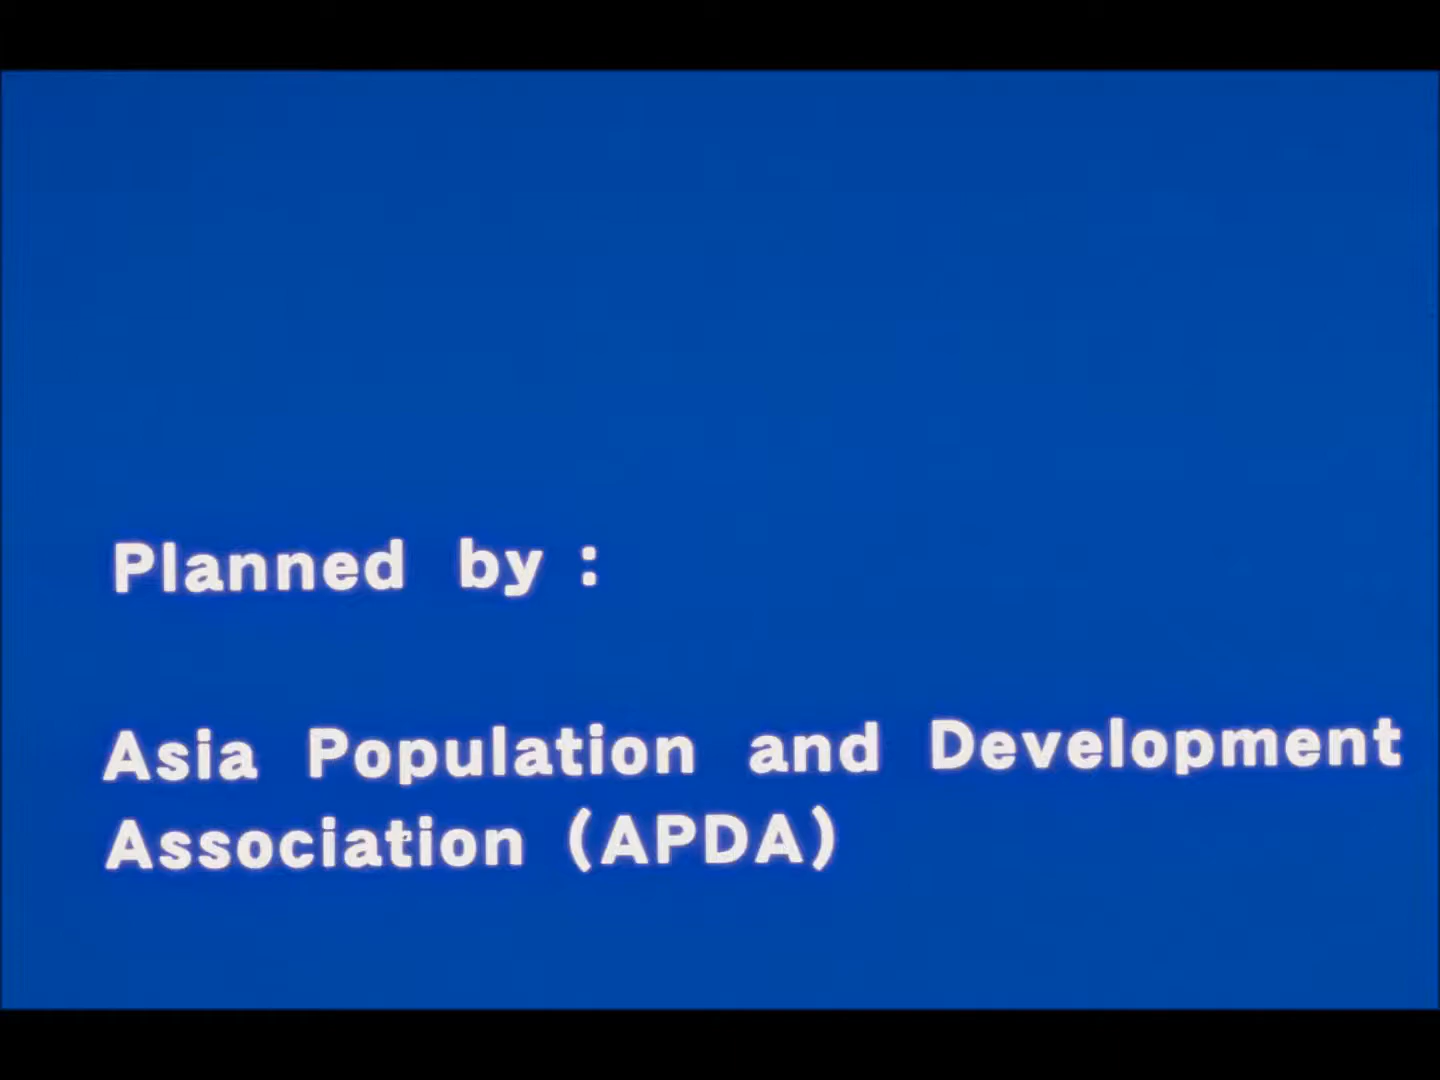 Planned by :
Asia Population and Development
Association (APDA)